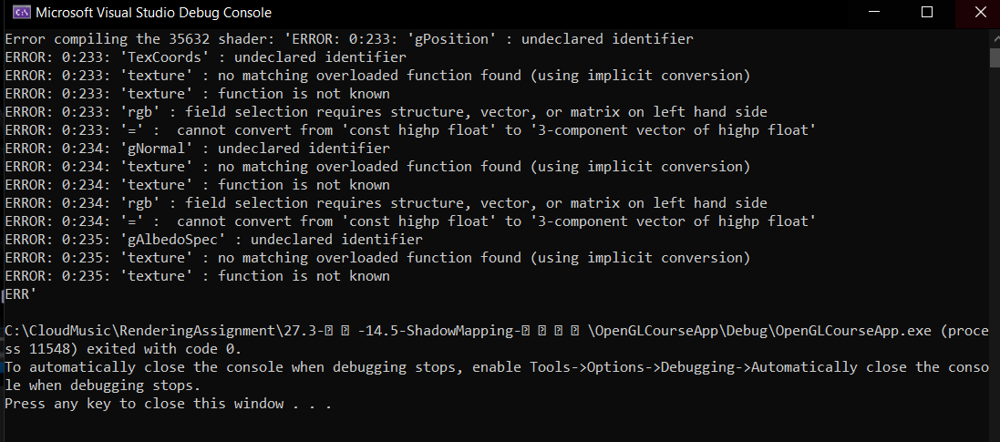 Microsoft Visual Studio Debug Console
Error compiling the 35632 shader: 'ERROR: 0:233: 'gPosition' : undeclared identifier
ERROR: 0:233: 'TexCoords' : undeclared identifier
ERROR: 0:233: 'texture' : no matching overloaded function found (using implicit conversion)
ERROR: 0:233: 'texture' : function is not known
ERROR: 0:233: 'rgb' : field selection requires structure, vector, or matrix on left hand side
ERROR: 0:233: '=' :  cannot convert from 'const highp float' to '3-component vector of highp float'
ERROR: 0:234: 'gNormal' : undeclared identifier
ERROR: 0:234: 'texture' : no matching overloaded function found (using implicit conversion)
ERROR: 0:234: 'texture' : function is not known
ERROR: 0:234: 'rgb' : field selection requires structure, vector, or matrix on left hand side
ERROR: 0:234: '=' :  cannot convert from 'const highp float' to '3-component vector of highp float'
ERROR: 0:235: 'gAlbedoSpec' : undeclared identifier
ERROR: 0:235: 'texture' : no matching overloaded function found (using implicit conversion)
ERROR: 0:235: 'texture' : function is not known
ERR'
C:\CloudMusic\RenderingAssignment\27.3- -14.5-ShadowMapping- \OpenGLCourseApp\Debug\OpenGLCourseApp.exe (proce
ss 11548) exited with code 0.
To automatically close the console when debugging stops, enable Tools->Options->Debugging->Automatically close the conso
le when debugging stops.
Press any key to close this window . . .